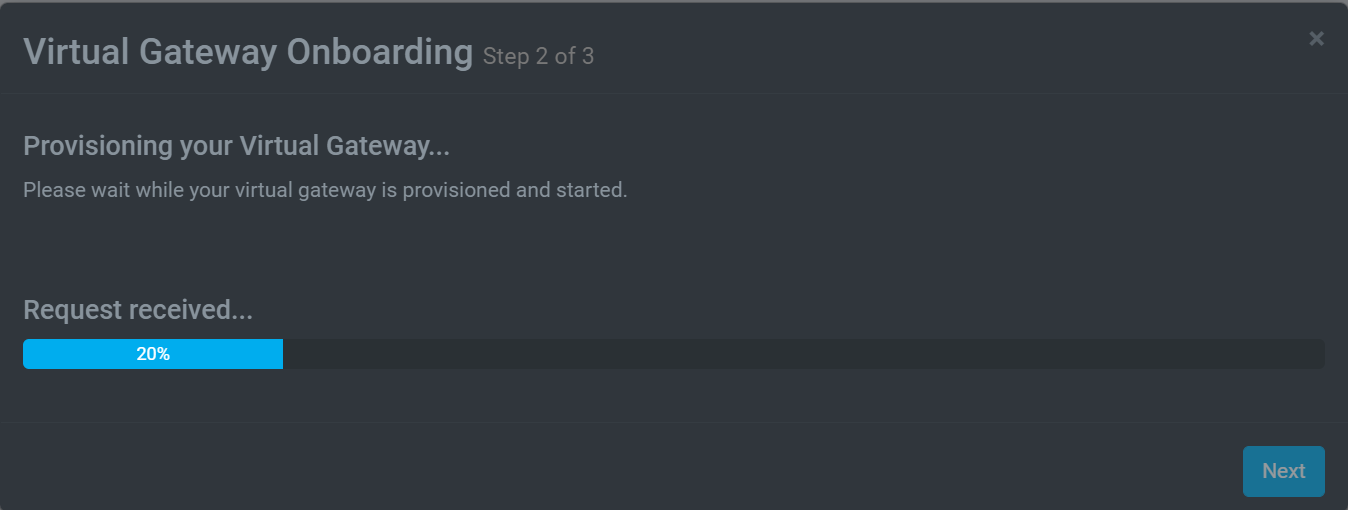 Virtual Gateway Onboarding Step 2 of 3
×
Provisioning your Virtual Gateway...
Please wait while your virtual gateway is provisioned and started.
Request received...
20%
Next